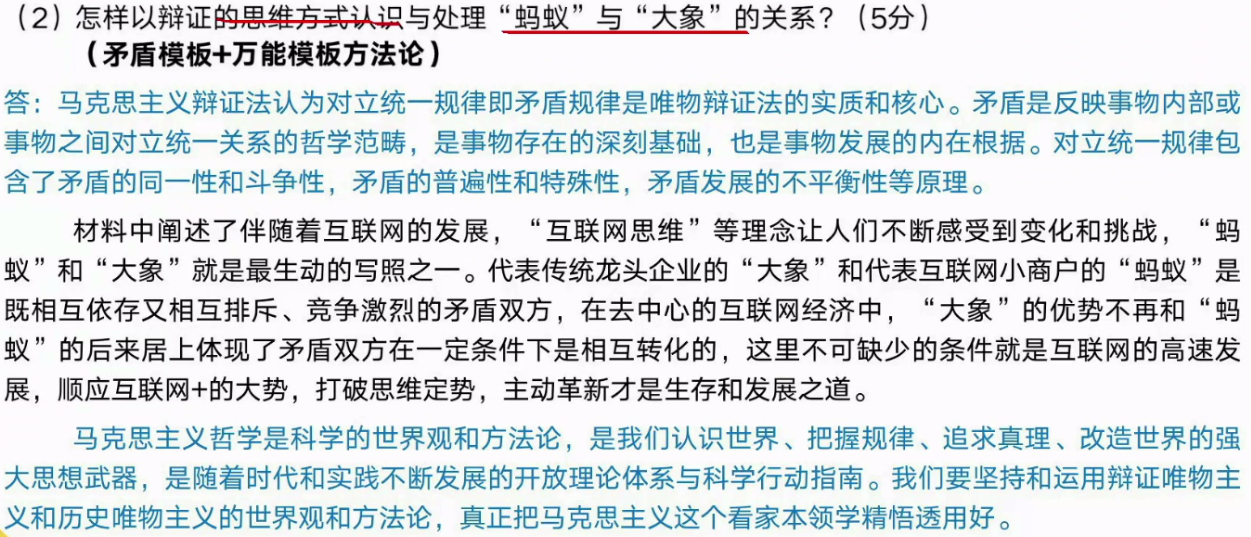 （2）怎样以辩证的思维方式认识与处理“蚂蚁”与“大象”的关系？（5分）
（矛盾模板+万能模板方法论）
答：马克思主义辩证法认为对立统一规律即矛盾规律是唯物辩证法的实质和核心。矛盾是反映事物内部或
事物之间对立统一关系的哲学范畴，是事物存在的深刻基础，也是事物发展的内在根据。对立统一规律包
含了矛盾的同一性和斗争性，矛盾的普遍性和特殊性，矛盾发展的不平衡性等原理。
材料中阐述了伴随着互联网的发展，“互联网思维”等理念让人们不断感受到变化和挑战，“蚂
蚁”和“大象”就是最生动的写照之一。代表传统龙头企业的“大象”和代表互联网小商户的“蚂蚁”是
既相互依存又相互排斥、竞争激烈的矛盾双方，在去中心的互联网经济中，“大象”的优势不再和“蚂
蚁”的后来居上体现了矛盾双方在一定条件下是相互转化的，这里不可缺少的条件就是互联网的高速发
展，顺应互联网+的大势，打破思维定势，主动革新才是生存和发展之道。
马克思主义哲学是科学的世界观和方法论，是我们认识世界、把握规律、追求真理、改造世界的强
大思想武器，是随着时代和实践不断发展的开放理论体系与科学行动指南。我们要坚持和运用辩证唯物主
义和历史唯物主义的世界观和方法论，真正把马克思主义这个看家本领学精悟透用好。